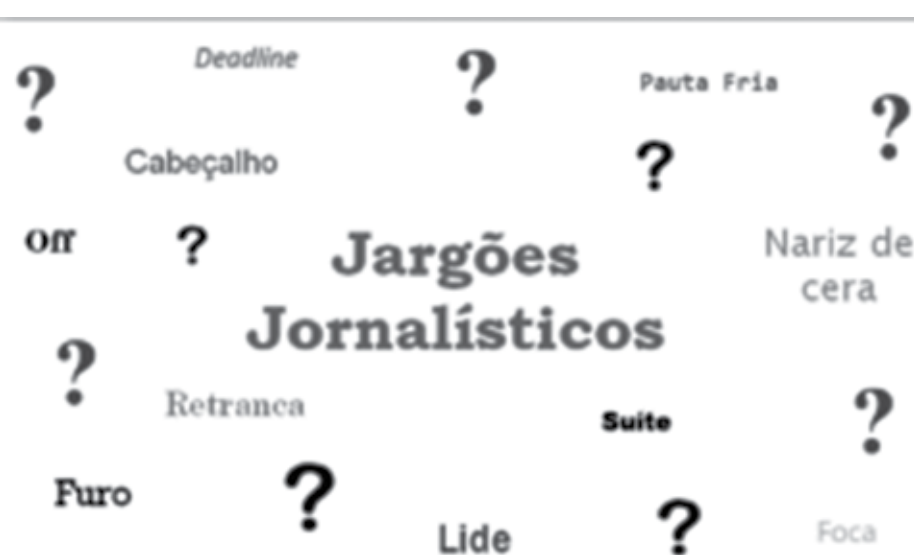 Deadline
?
?
Pauta Fria
?
Cabeçalho
?
Off
?
Jargões
Jornalísticos
Nariz de
cera
?
Retranca
Suite
?
Furo
?
Lide
?
Foca